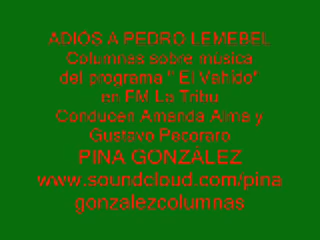 ADIOS A PEDRO LEMEBEL
Columnas sobre música
del programa " El Vahído"
en FM La Tribu
Conducen Amanda Alma y
Gustavo Pecoraro
PINA GONZÁLEZ
www.soundcloud.com/pina
gonzalezcolumnas